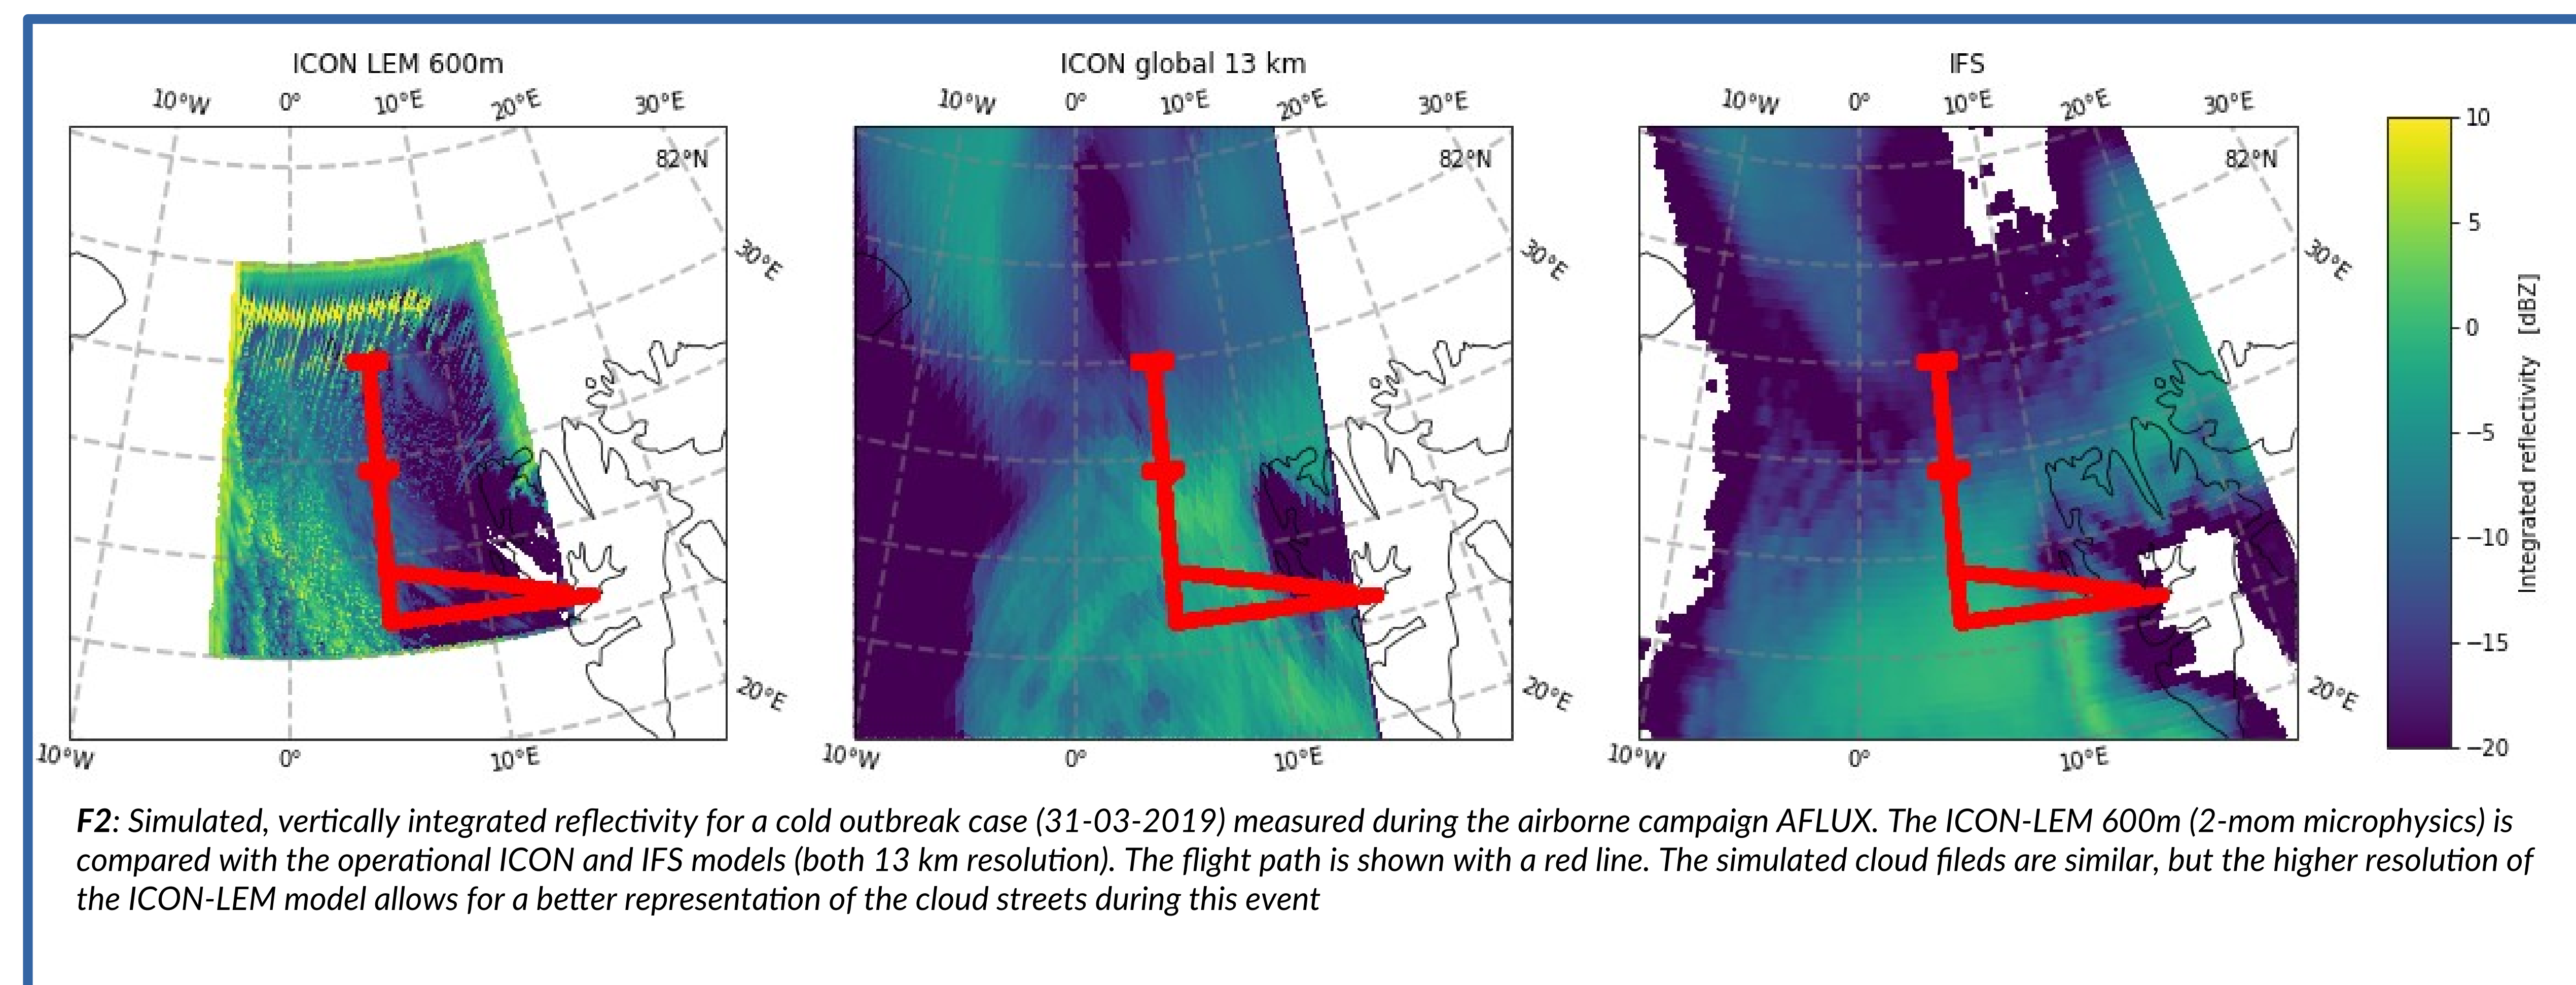 ICON LEM 600m
ICON global 13 km
IFS
10°W 0° 10°E 20°E 30°E
10°W 0° 10°E 20°E 30°E
10°W 0° 10°E 20°E 30°E
82°N
82°N
82°N
30°E
30°E
30°E
20°E
20°E
20°E
10°W 0° 10°E
10°W 0° 10°E
10°W 0° 10°E
10
5
0
−5
−10
−15
−20
Integrated reflectivity [dBZ]
F2: Simulated, vertically integrated reflectivity for a cold outbreak case (31-03-2019) measured during the airborne campaign AFLUX. The ICON-LEM 600m (2-mom microphysics) is
compared with the operational ICON and IFS models (both 13 km resolution). The flight path is shown with a red line. The simulated cloud fileds are similar, but the higher resolution of
the ICON-LEM model allows for a better representation of the cloud streets during this event